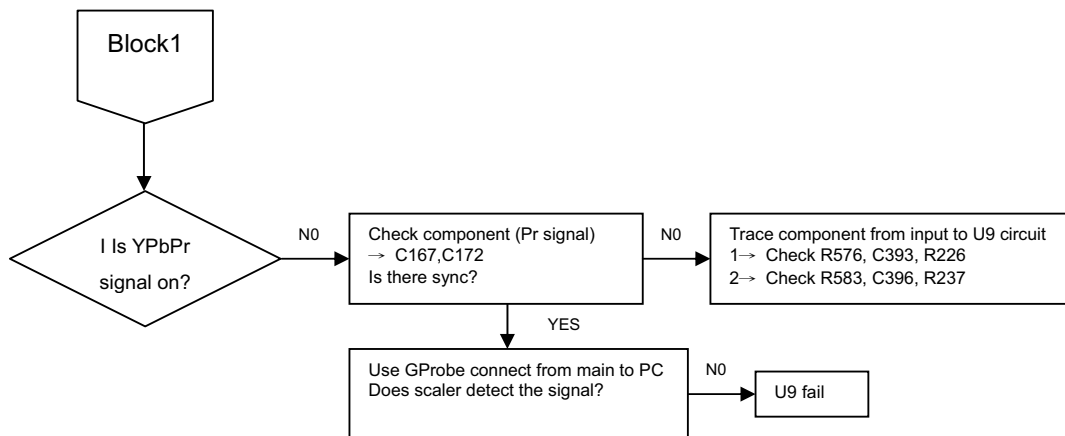 Block1
I Is YPbPr
signal on?
N0
Check component (Pr signal)
→ C167,C172
Is there sync?
N0
Trace component from input to U9 circuit
1→ Check R576, C393, R226
2→ Check R583, C396, R237
YES
Use GProbe connect from main to PC
Does scaler detect the signal?
N0
U9 fail